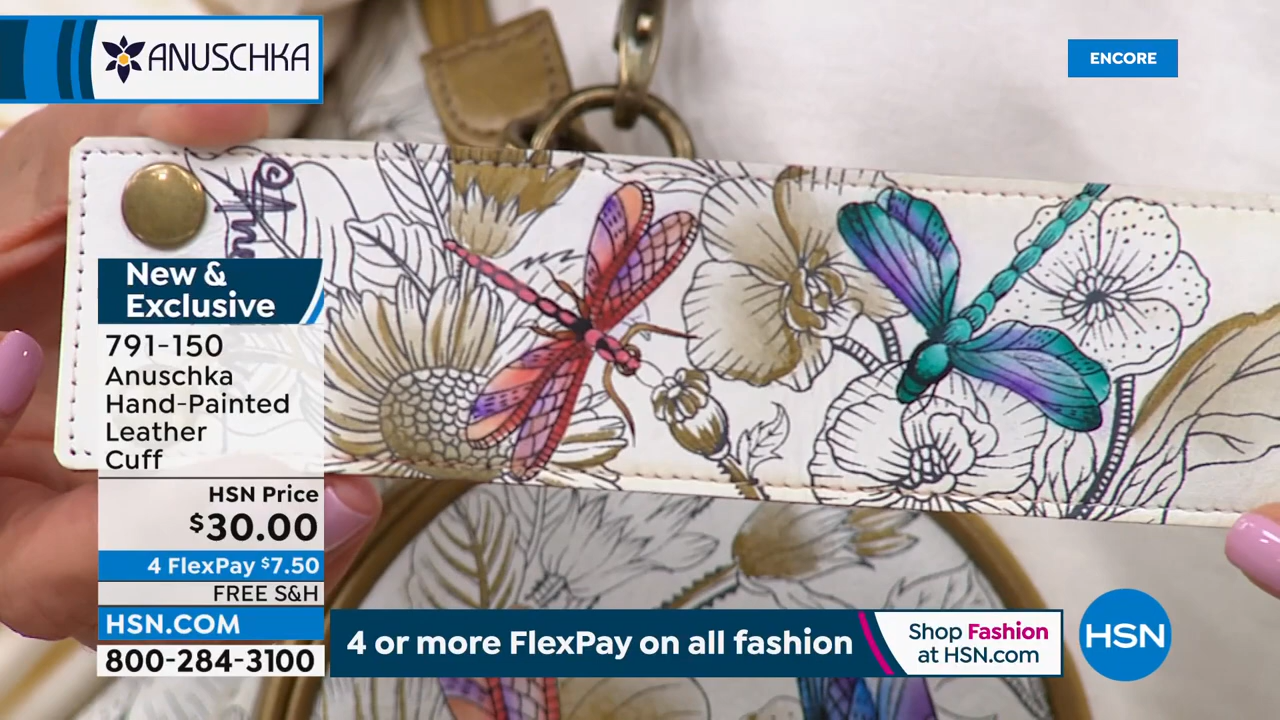 ANUSCHKA
ENCORE
New &
Exclusive
791-150
Anuschka
Hand-Painted
Leather
Cuff
HSN Price
$30.00
4 FlexPay $7.50
FREE S&H
HSN.COM
800-284-3100
4 or more FlexPay on all fashion
Shop Fashion
at HSN.com
HSN